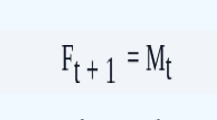 F_{t + 1} = M_t